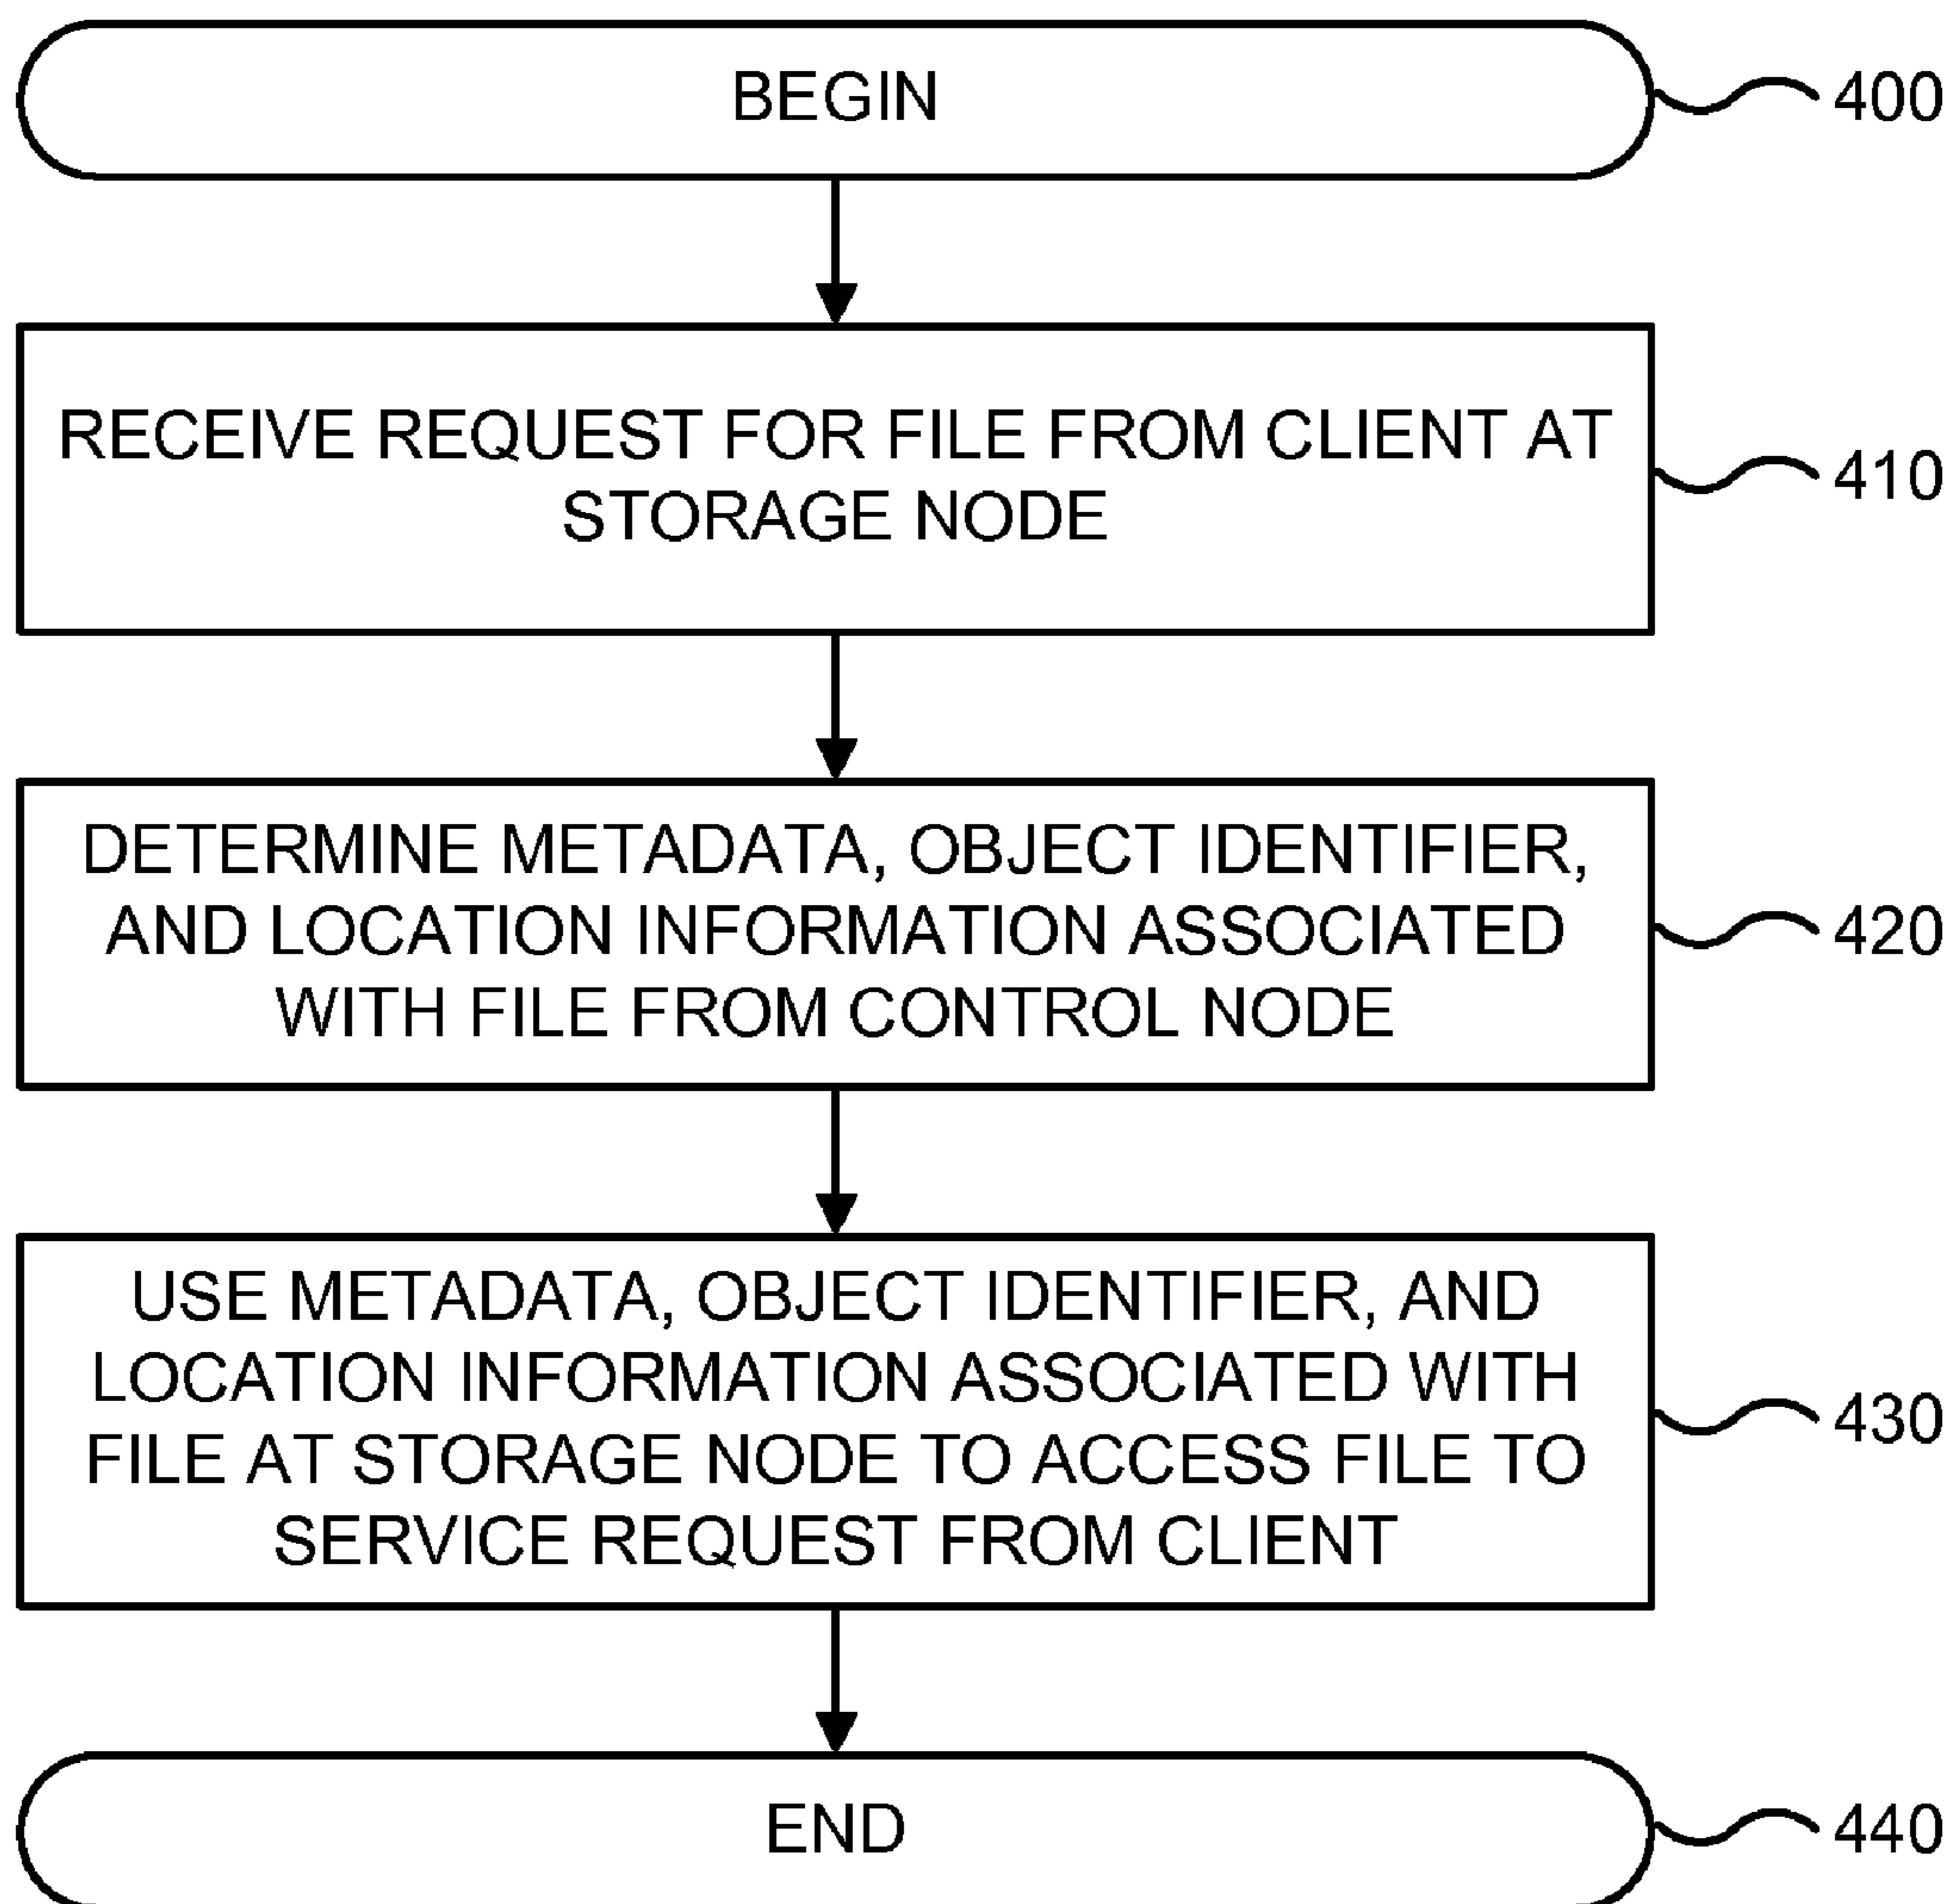 BEGIN
400
RECEIVE REQUEST FOR FILE FROM CLIENT AT
STORAGE NODE
410
DETERMINE METADATA, OBJECT IDENTIFIER,
AND LOCATION INFORMATION ASSOCIATED
WITH FILE FROM CONTROL NODE
420
USE METADATA, OBJECT IDENTIFIER, AND
LOCATION INFORMATION ASSOCIATED WITH
FILE AT STORAGE NODE TO ACCESS FILE TO
SERVICE REQUEST FROM CLIENT
430
END
440